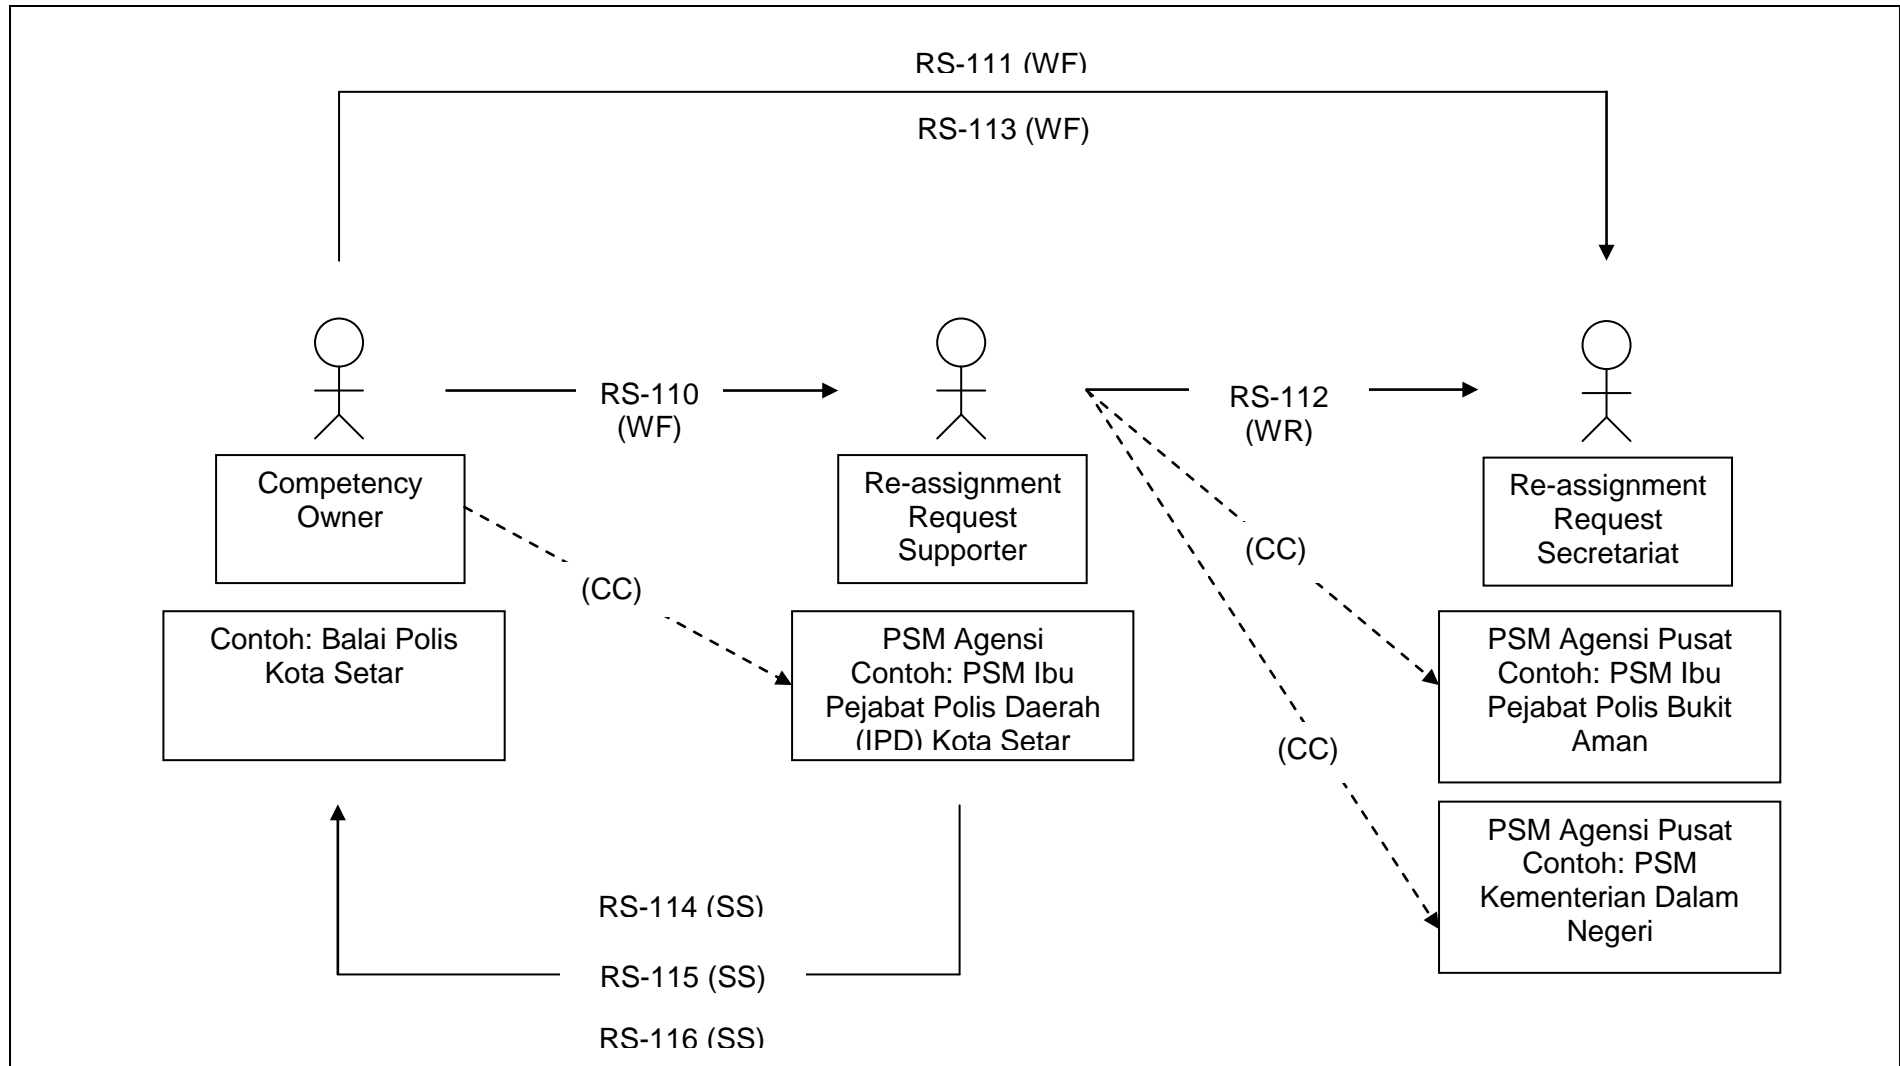 RS-111 (WF)
RS-113 (WF)
RS-110
(WF)
RS-112
(WR)
Competency
Owner
Re-assignment
Request
Supporter
Re-assignment
Request
Secretariat
(CC)
(CC)
(CC)
Contoh: Balai Polis
Kota Setar
PSM Agensi
Contoh: PSM Ibu
Pejabat Polis Daerah
(IPD) Kota Setar
PSM Agensi Pusat
Contoh: PSM Ibu
Pejabat Polis Bukit
Aman
PSM Agensi Pusat
Contoh: PSM
Kementerian Dalam
Negeri
RS-114 (SS)
RS-115 (SS)
RS-116 (SS)